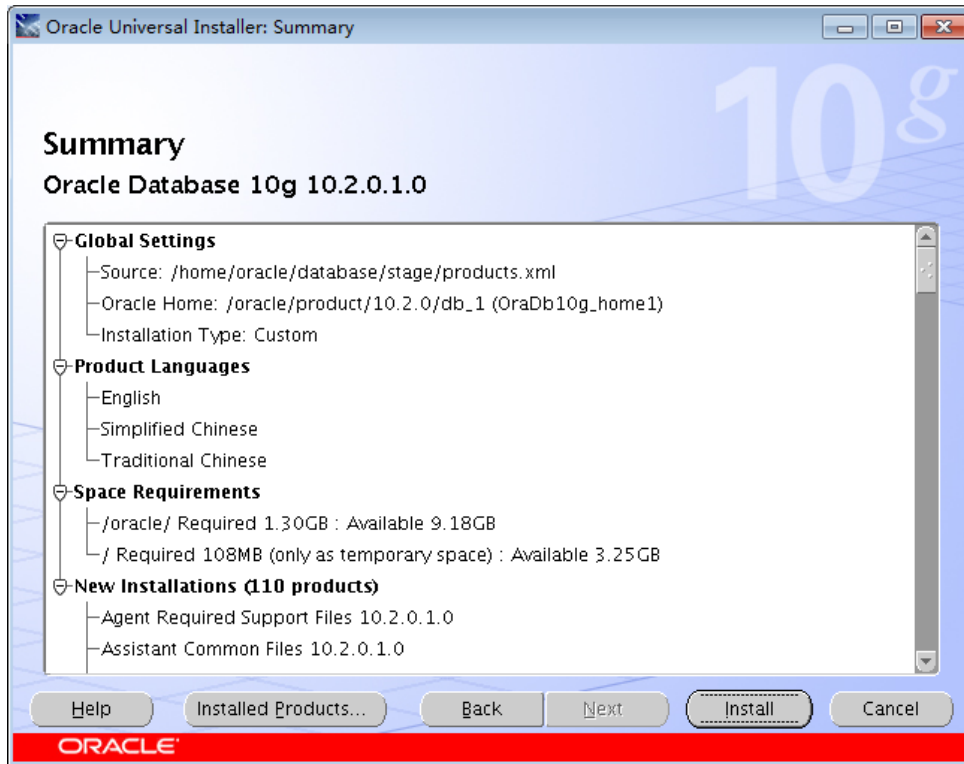 Oracle Universal Installer: Summary
10g
Summary
Oracle Database 10g 10.2.0.1.0
Global Settings
Source: /home/oracle/database/stage/products.xml
Oracle Home: /oracle/product/10.2.0/db_1 (OraDb10g_home1)
Installation Type: Custom
Product Languages
English
Simplified Chinese
Traditional Chinese
Space Requirements
/oracle/ Required 1.30GB : Available 9.18GB
/ Required 108MB (only as temporary space) : Available 3.25GB
New Installations (110 products)
Agent Required Support Files 10.2.0.1.0
Assistant Common Files 10.2.0.1.0
Help Installed Products... Back Next Install Cancel
ORACLE